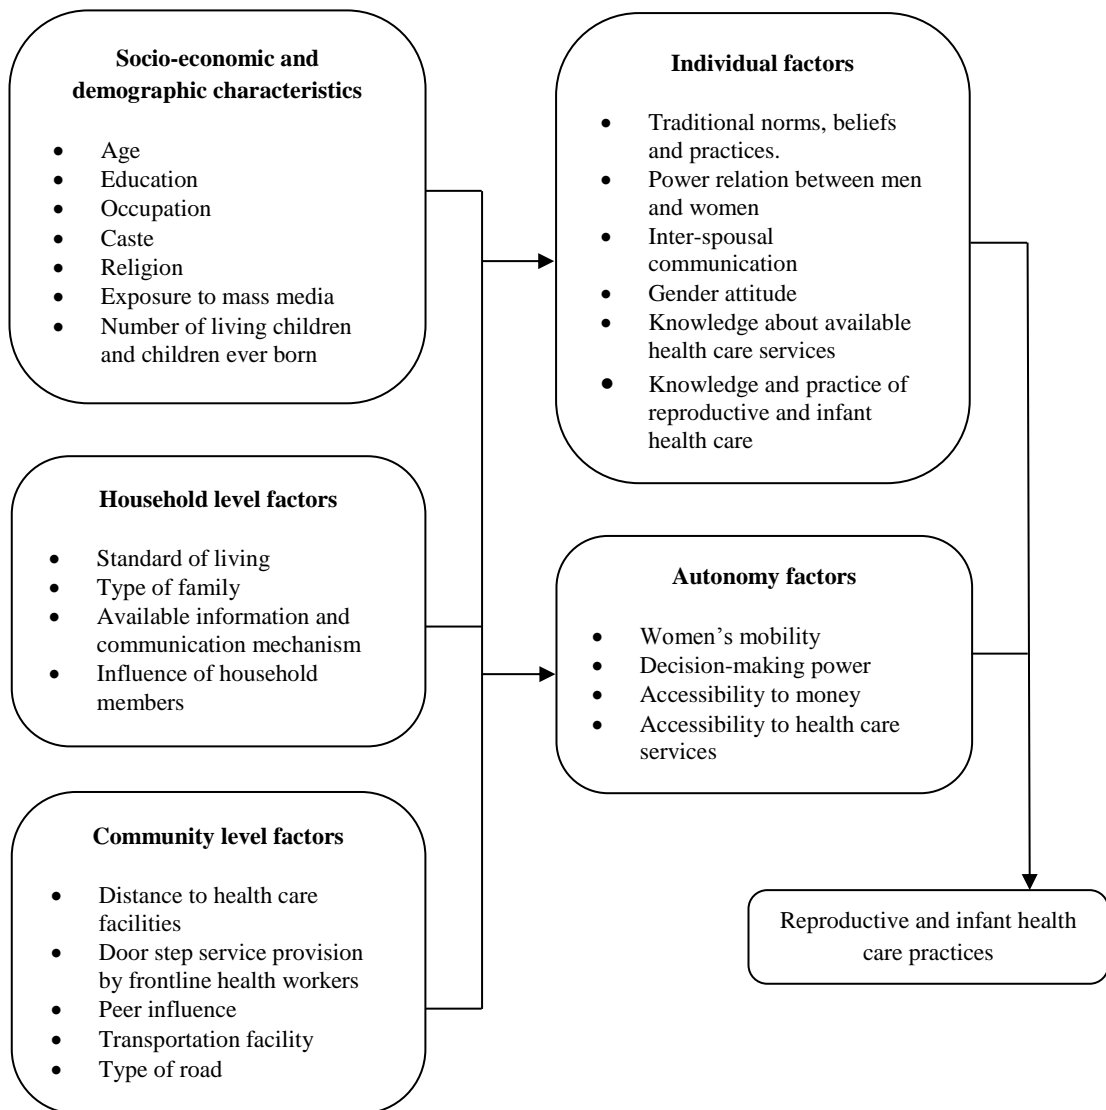 Socio-economic and
demographic characteristics
• Age
• Education
• Occupation
• Caste
• Religion
• Exposure to mass media
• Number of living children
and children ever born
Household level factors
• Standard of living
• Type of family
• Available information and
communication mechanism
• Influence of household
members
Community level factors
• Distance to health care
facilities
• Door step service provision
by frontline health workers
• Peer influence
• Transportation facility
• Type of road
Individual factors
• Traditional norms, beliefs
and practices.
• Power relation between men
and women
• Inter-spousal
communication
• Gender attitude
• Knowledge about available
health care services
• Knowledge and practice of
reproductive and infant
health care
Autonomy factors
• Women’s mobility
• Decision-making power
• Accessibility to money
• Accessibility to health care
services
Reproductive and infant health
care practices